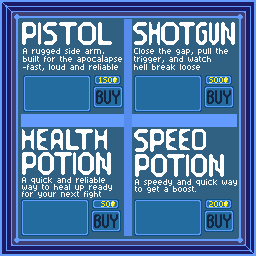 PISTOL
A rugged side arm,
built for the apocalapse
-fast, loud and reliable
150
BUY
SHOTGUN
Close the gap, pull the
trigger, and watch
hell break loose
500
BUY
HEALTH
POTION
A quick and reliable
way to heal up ready
for your next fight
50
BUY
SPEED
POTION
A speedy and quick way
to get a boost.
200
BUY